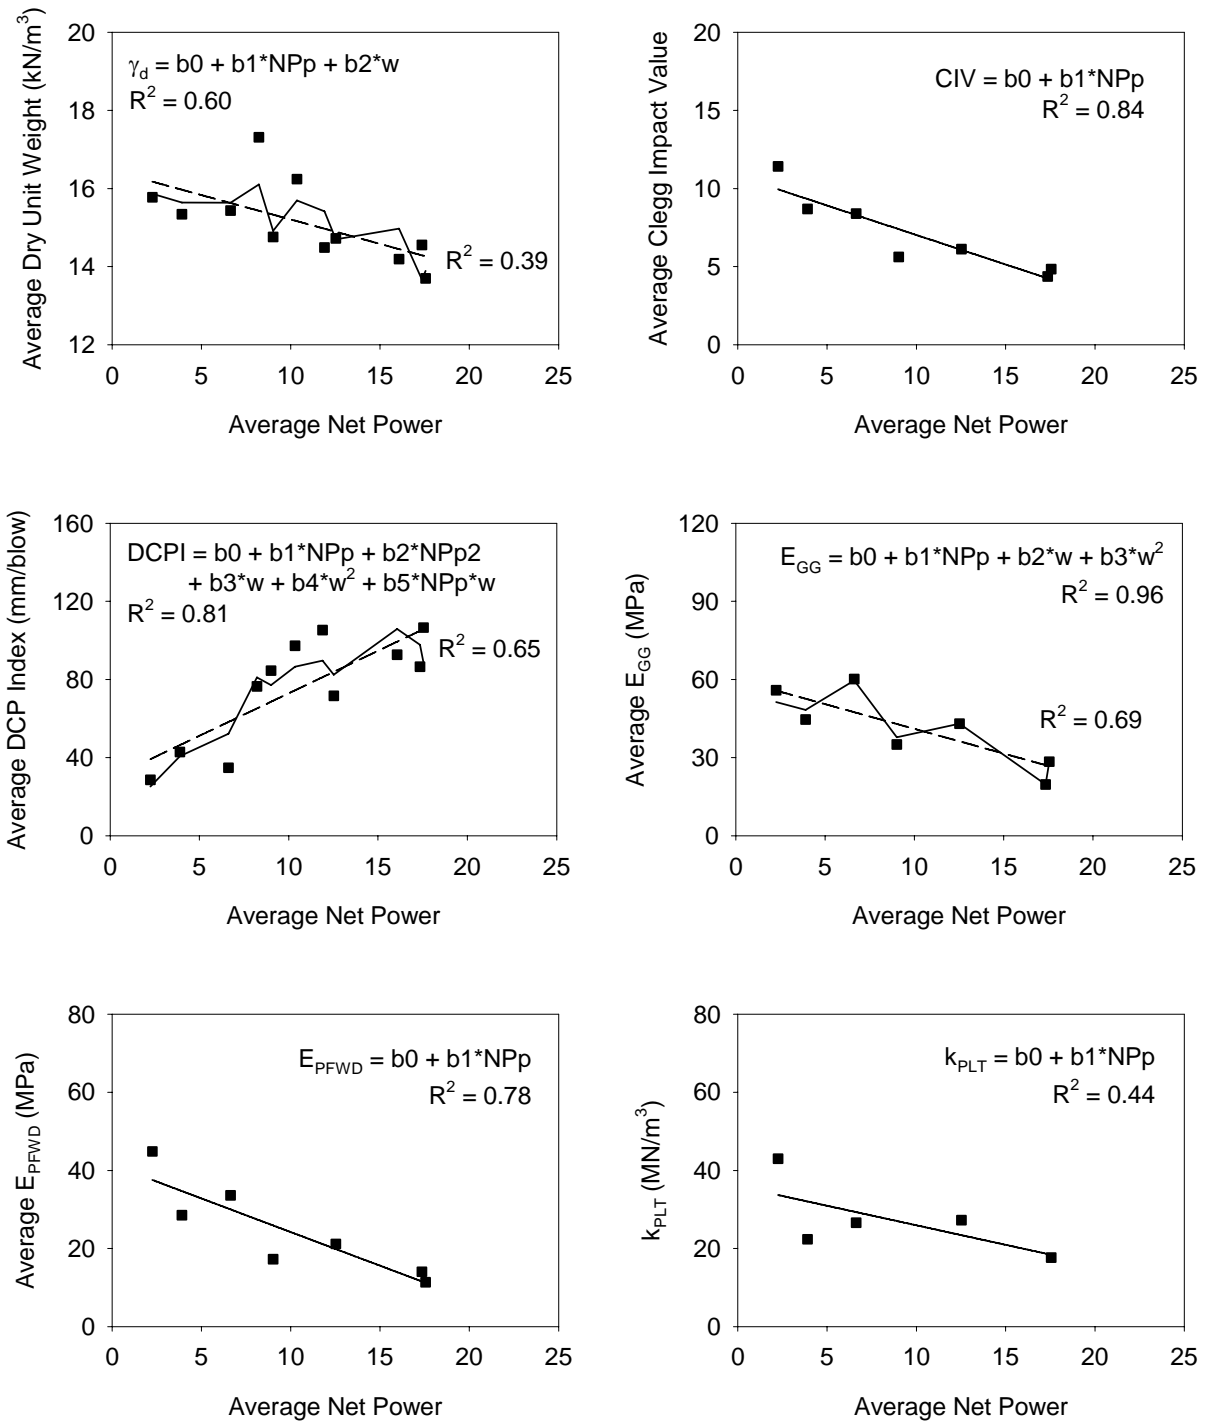 Average Dry Unit Weight (kN/m³)
20
18
16
14
12
γd = b0 + b1*NPp + b2*w
R² = 0.60
R² = 0.39
0 5 10 15 20 25
Average Net Power
Average Clegg Impact Value
20
15
10
5
0
CIV = b0 + b1*NPp
R² = 0.84
0 5 10 15 20 25
Average Net Power
Average DCP Index (mm/blow)
160
120
80
40
0
DCPI = b0 + b1*NPp + b2*NPp2
+ b3*w + b4*w² + b5*NPp*w
R² = 0.81
R² = 0.65
0 5 10 15 20 25
Average Net Power
Average EGG (MPa)
120
90
60
30
0
EGG = b0 + b1*NPp + b2*w + b3*w²
R² = 0.96
R² = 0.69
0 5 10 15 20 25
Average Net Power
Average EPFWD (MPa)
80
60
40
20
0
EPFWD = b0 + b1*NPp
R² = 0.78
0 5 10 15 20 25
Average Net Power
kPLT (MN/m³)
80
60
40
20
0
kPLT = b0 + b1*NPp
R² = 0.44
0 5 10 15 20 25
Average Net Power